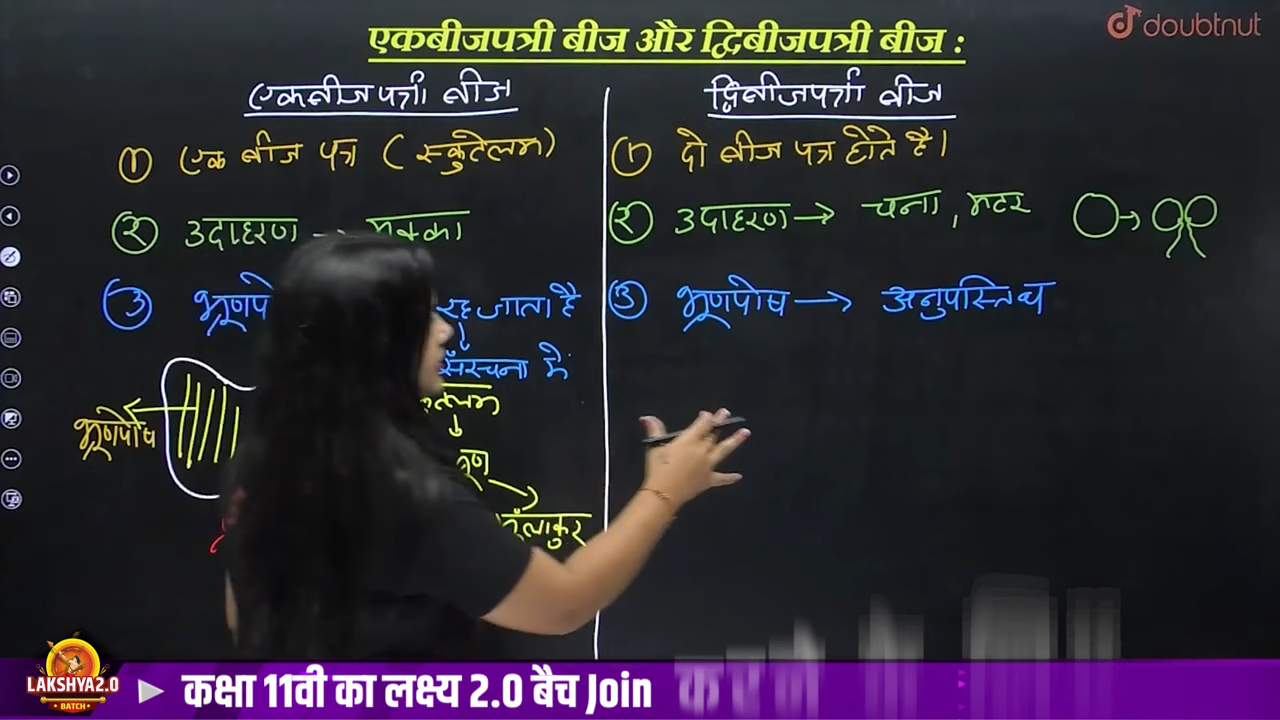 doubtnut
एकबीजपत्री बीज और द्विबीजपत्री बीज :
एकबीजपत्री बीज
① एक बीज पत्र ( स्कुटेलम)
② उदाहरण → मक्का
③ रह जाता है
संरचना में
भ्रूणपोष
द्विबीजपत्री बीज
① दो बीज पत्र होते है।
② उदाहरण → चना , मटर
③ भ्रूणपोष → अनुपस्तिथ
LAKSHYA2.0
BATCH
कक्षा 11वी का लक्ष्य 2.0 बैच Join